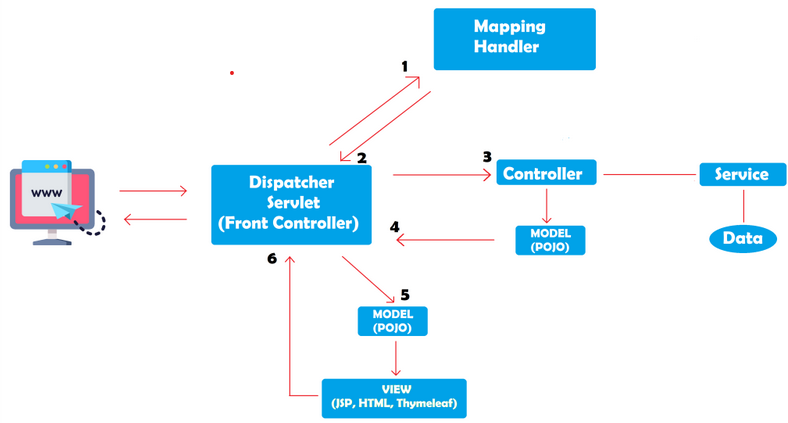 Mapping
Handler
1
2
3
WWW
Dispatcher
Servlet
(Front Controller)
Controller
Service
4
MODEL
(POJO)
Data
6
5
MODEL
(POJO)
VIEW
(JSP, HTML, Thymeleaf)